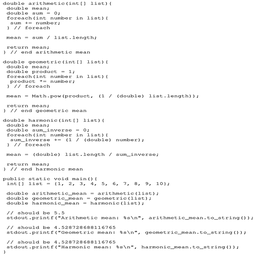 double arithmetic(int[] list){
double mean;
double sum = 0;
foreach(int number in list){
sum += number;
} // foreach
mean = sum / list.length;
return mean;
} // end arithmetic mean
double geometric(int[] list){
double mean;
double product = 1;
foreach(int number in list){
product *= number;
} // foreach
mean = Math.pow(product, (1 / (double) list.length));
return mean;
} // end geometric mean
double harmonic(int[] list){
double mean;
double sum_inverse = 0;
foreach(int number in list){
sum_inverse += (1 / (double) number);
} // foreach
mean = (double) list.length / sum_inverse;
return mean;
} // end harmonic mean
public static void main(){
int[] list = {1, 2, 3, 4, 5, 6, 7, 8, 9, 10};
double arithmetic_mean = arithmetic(list);
double geometric_mean = geometric(list);
double harmonic_mean = harmonic(list);
// should be 5.5
stdout.printf("Arithmetic mean: %s\n", arithmetic_mean.to_string());
// should be 4.528728688116765
stdout.printf("Geometric mean: %s\n", geometric_mean.to_string());
// should be 4.528728688116765
stdout.printf("Harmonic mean: %s\n", harmonic_mean.to_string());
}